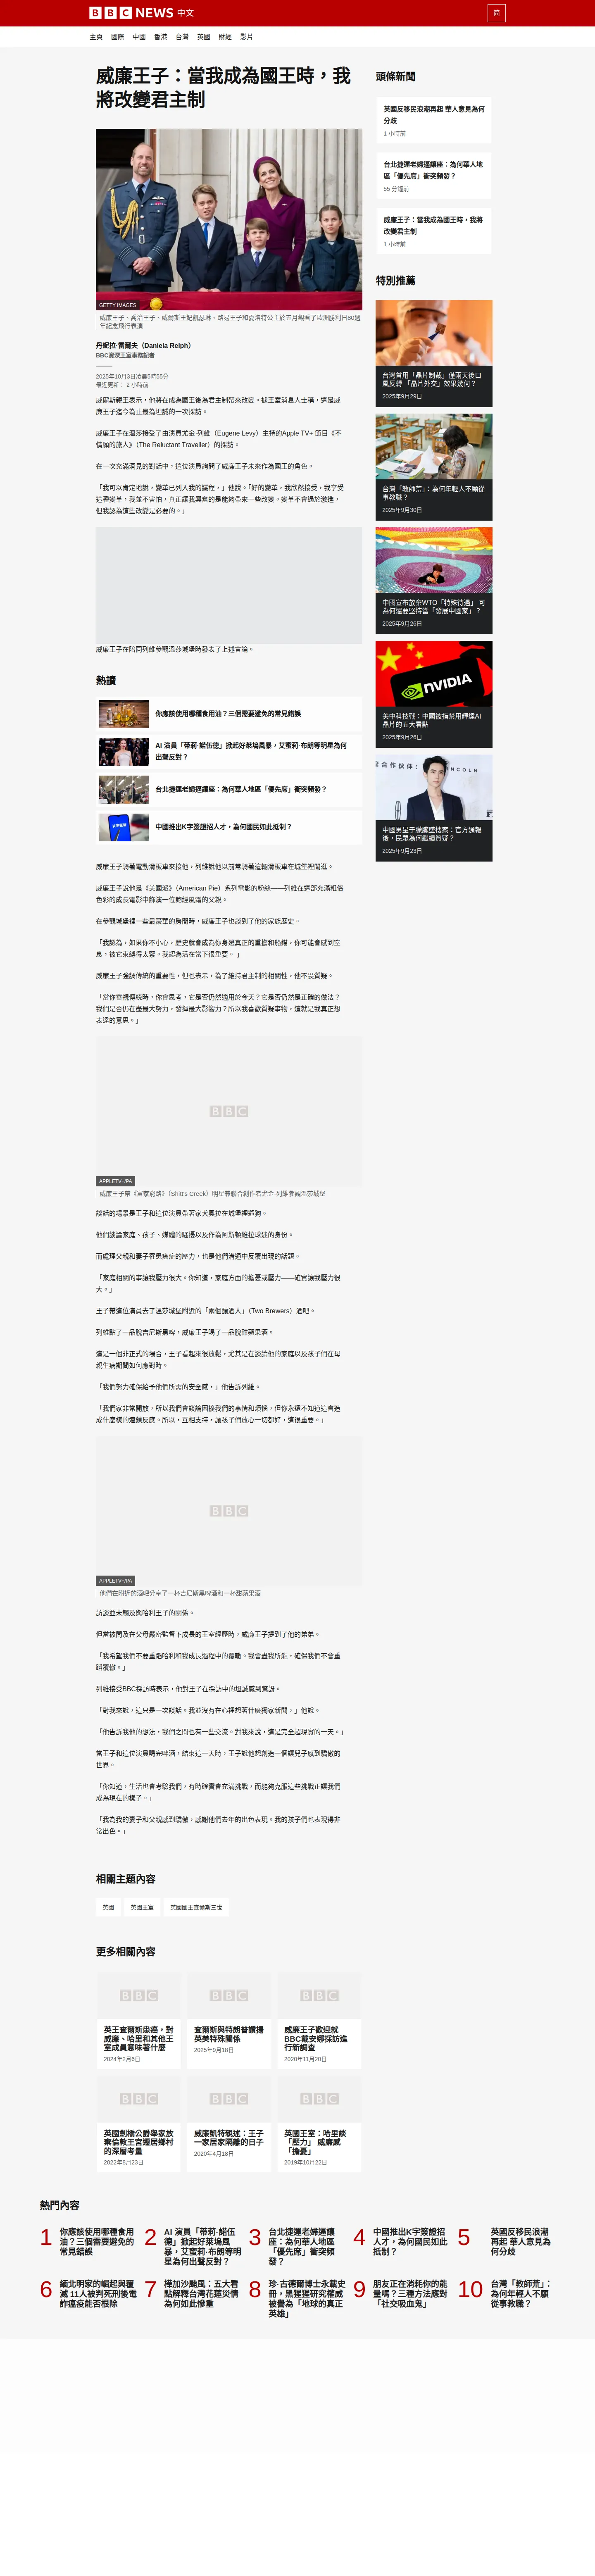 BBC NEWS 中文
简
主頁 國際 中國 香港 台灣 英國 財經 影片
威廉王子：當我成為國王時，我
將改變君主制
GETTY IMAGES
威廉王子、喬治王子、威爾斯王妃凱瑟琳、路易王子和夏洛特公主於五月觀看了歐洲勝利日80週
年紀念飛行表演
丹妮拉·雷爾夫（Daniela Relph）
BBC資深王室事務記者
2025年10月3日凌晨5時55分
最近更新： 2 小時前
威爾斯親王表示，他將在成為國王後為君主制帶來改變。據王室消息人士稱，這是威
廉王子迄今為止最為坦誠的一次採訪。
威廉王子在溫莎接受了由演員尤金·列維（Eugene Levy）主持的Apple TV+ 節目《不
情願的旅人》（The Reluctant Traveller）的採訪。
在一次充滿洞見的對話中，這位演員詢問了威廉王子未來作為國王的角色。
「我可以肯定地說，變革已列入我的議程，」他說。「好的變革，我欣然接受，我享受
這種變革，我並不害怕，真正讓我興奮的是能夠帶來一些改變。變革不會過於激進，
但我認為這些改變是必要的。」
威廉王子在陪同列維參觀溫莎城堡時發表了上述言論。
熱讀
你應該使用哪種食用油？三個需要避免的常見錯誤
AI 演員「蒂莉·諾伍德」掀起好萊塢風暴，艾蜜莉·布朗等明星為何
出聲反對？
台北捷運老婦逼讓座：為何華人地區「優先席」衝突頻發？
中國推出K字簽證招人才，為何國民如此抵制？
威廉王子騎著電動滑板車來接他，列維說他以前常騎著這輛滑板車在城堡裡閒逛。
威廉王子說他是《美國派》（American Pie）系列電影的粉絲——列維在這部充滿粗俗
色彩的成長電影中飾演一位飽經風霜的父親。
在參觀城堡裡一些最豪華的房間時，威廉王子也談到了他的家族歷史。
「我認為，如果你不小心，歷史就會成為你身邊真正的重擔和船錨，你可能會感到窒
息，被它束縛得太緊。我認為活在當下很重要。 」
威廉王子強調傳統的重要性，但也表示，為了維持君主制的相關性，他不畏質疑。
「當你審視傳統時，你會思考，它是否仍然適用於今天？它是否仍然是正確的做法？
我們是否仍在盡最大努力，發揮最大影響力？所以我喜歡質疑事物，這就是我真正想
表達的意思。」
BBC
APPLETV+/PA
威廉王子帶《富家窮路》（Shitt's Creek）明星兼聯合創作者尤金·列維參觀溫莎城堡
談話的場景是王子和這位演員帶著家犬奧拉在城堡裡遛狗。
他們談論家庭、孩子、媒體的騷擾以及作為阿斯頓維拉球迷的身份。
而處理父親和妻子罹患癌症的壓力，也是他們溝通中反覆出現的話題。
「家庭相關的事讓我壓力很大。你知道，家庭方面的擔憂或壓力——確實讓我壓力很
大。」
王子帶這位演員去了溫莎城堡附近的「兩個釀酒人」（Two Brewers）酒吧。
列維點了一品脫吉尼斯黑啤，威廉王子喝了一品脫甜蘋果酒。
這是一個非正式的場合，王子看起來很放鬆，尤其是在談論他的家庭以及孩子們在母
親生病期間如何應對時。
「我們努力確保給予他們所需的安全感，」他告訴列維。
「我們家非常開放，所以我們會談論困擾我們的事情和煩惱，但你永遠不知道這會造
成什麼樣的連鎖反應。所以，互相支持，讓孩子們放心一切都好，這很重要。」
BBC
APPLETV+/PA
他們在附近的酒吧分享了一杯吉尼斯黑啤酒和一杯甜蘋果酒
訪談並未觸及與哈利王子的關係。
但當被問及在父母嚴密監督下成長的王室經歷時，威廉王子提到了他的弟弟。
「我希望我們不要重蹈哈利和我成長過程中的覆轍。我會盡我所能，確保我們不會重
蹈覆轍。」
列維接受BBC採訪時表示，他對王子在採訪中的坦誠感到驚訝。
「對我來說，這只是一次談話。我並沒有在心裡想著什麼獨家新聞，」他說。
「他告訴我他的想法，我們之間也有一些交流。對我來說，這是完全超現實的一天。」
當王子和這位演員喝完啤酒，結束這一天時，王子說他想創造一個讓兒子感到驕傲的
世界。
「你知道，生活也會考驗我們，有時確實會充滿挑戰，而能夠克服這些挑戰正讓我們
成為現在的樣子。」
「我為我的妻子和父親感到驕傲，感謝他們去年的出色表現。我的孩子們也表現得非
常出色。」
相關主題內容
英國 英國王室 英國國王查爾斯三世
更多相關內容
BBC
英王查爾斯患癌，對
威廉、哈里和其他王
室成員意味著什麼
2024年2月6日
BBC
查爾斯與特朗普讚揚
英美特殊關係
2025年9月18日
BBC
威廉王子歡迎就
BBC戴安娜採訪進
行新調查
2020年11月20日
BBC
英國劍橋公爵舉家放
棄倫敦王宮遷居鄉村
的深層考量
2022年8月23日
BBC
威廉凱特親述：王子
一家居家隔離的日子
2020年4月18日
BBC
英國王室：哈里談
「壓力」 威廉感
「擔憂」
2019年10月22日
頭條新聞
英國反移民浪潮再起 華人意見為何
分歧
1 小時前
台北捷運老婦逼讓座：為何華人地
區「優先席」衝突頻發？
55 分鐘前
威廉王子：當我成為國王時，我將
改變君主制
1 小時前
特別推薦
台灣首用「晶片制裁」僅兩天後口
風反轉 「晶片外交」效果幾何？
2025年9月29日
台灣「教師荒」：為何年輕人不願從
事教職？
2025年9月30日
中國宣布放棄WTO「特殊待遇」 可
為何還要堅持當「發展中國家」？
2025年9月26日
NVIDIA
美中科技戰：中國被指禁用輝達AI
晶片的五大看點
2025年9月26日
官合作伙伴:
LINCOLN
中國男星于朦朧墜樓案：官方通報
後，民眾為何繼續質疑？
2025年9月23日
熱門內容
1 你應該使用哪種食用
油？三個需要避免的
常見錯誤
2 AI 演員「蒂莉·諾伍
德」掀起好萊塢風
暴，艾蜜莉·布朗等明
星為何出聲反對？
3 台北捷運老婦逼讓
座：為何華人地區
「優先席」衝突頻
發？
4 中國推出K字簽證招
人才，為何國民如此
抵制？
5 英國反移民浪潮
再起 華人意見為
何分歧
6 緬北明家的崛起與覆
滅 11人被判死刑後電
詐瘟疫能否根除
7 樺加沙颱風：五大看
點解釋台灣花蓮災情
為何如此慘重
8 珍·古德爾博士永載史
冊，黑猩猩研究權威
被譽為「地球的真正
英雄」
9 朋友正在消耗你的能
量嗎？三種方法應對
「社交吸血鬼」
10 台灣「教師荒」：
為何年輕人不願
從事教職？